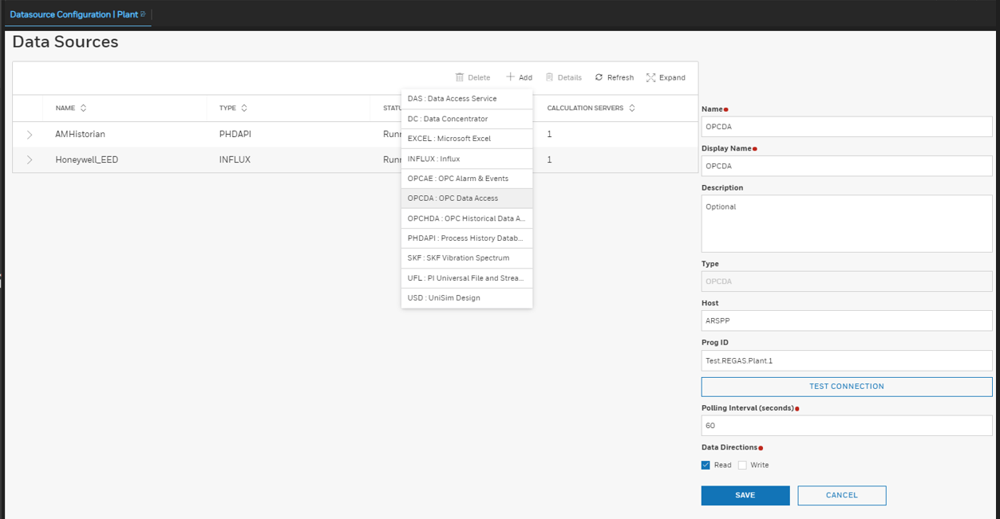 Datasource Configuration | Plant
Data Sources
Delete Add Details Refresh Expand
NAME TYPE CALCULATION SERVERS
AMHistorian PHDAPI 1
Honeywell_EED INFLUX 1
DAS : Data Access Service
DC : Data Concentrator
EXCEL : Microsoft Excel
INFLUX : Influx
OPCAE : OPC Alarm & Events
OPCDA : OPC Data Access
OPCHDA : OPC Historical Data A...
PHDAPI : Process History Datab...
SKF : SKF Vibration Spectrum
UFL : PI Universal File and Strea...
USD : UniSim Design
Name
OPCDA
Display Name
OPCDA
Description
Optional
Type
OPCDA
Host
ARSPP
Prog ID
Test.REGAS.Plant.1
TEST CONNECTION
Polling Interval (seconds)
60
Data Directions
Read Write
SAVE CANCEL